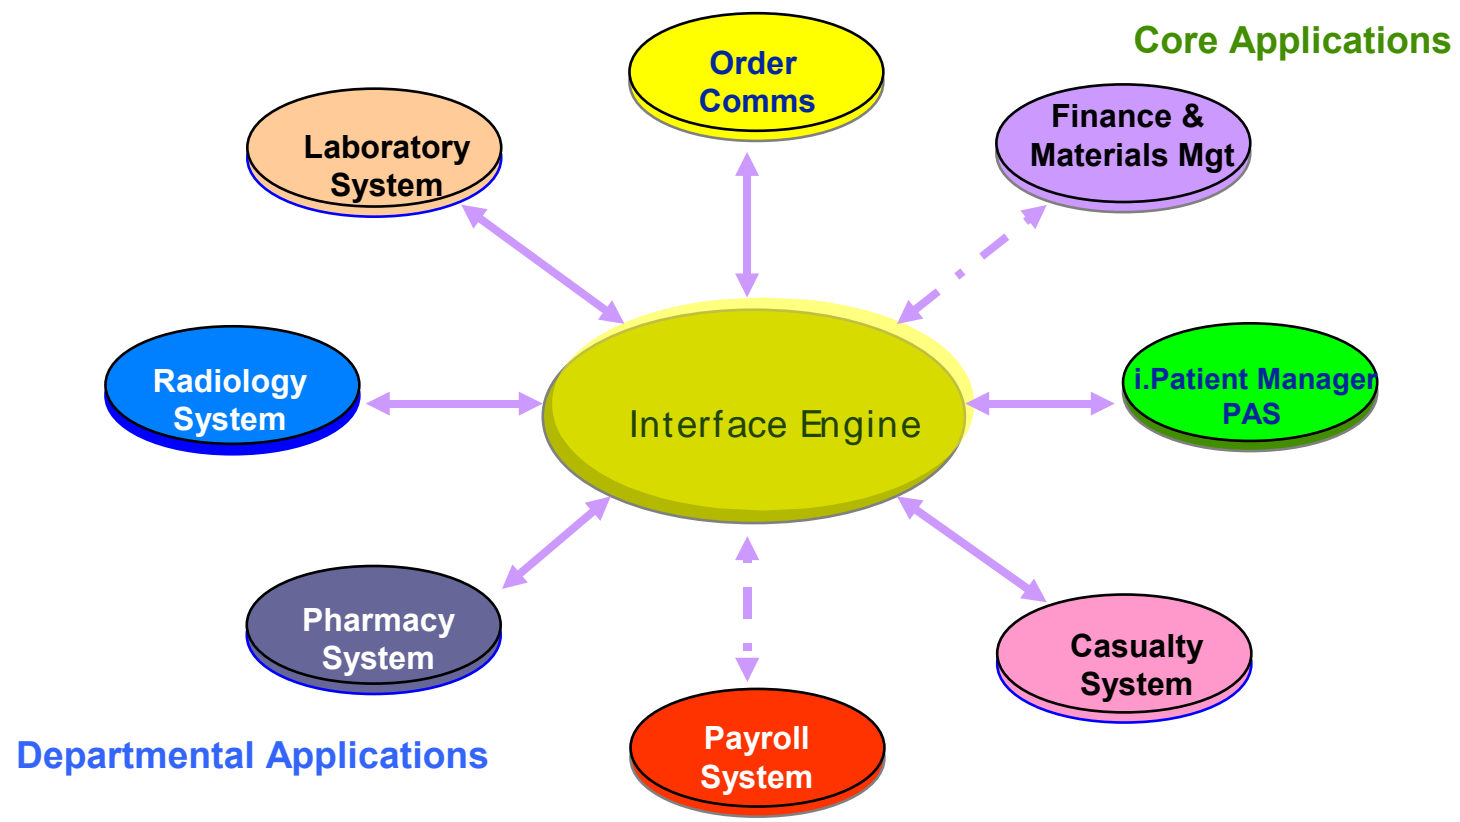 Core Applications
Order
Comms
Finance &
Materials Mgt
Laboratory
System
Radiology
System
Interface Engine
i.Patient Manager
PAS
Pharmacy
System
Casualty
System
Payroll
System
Departmental Applications